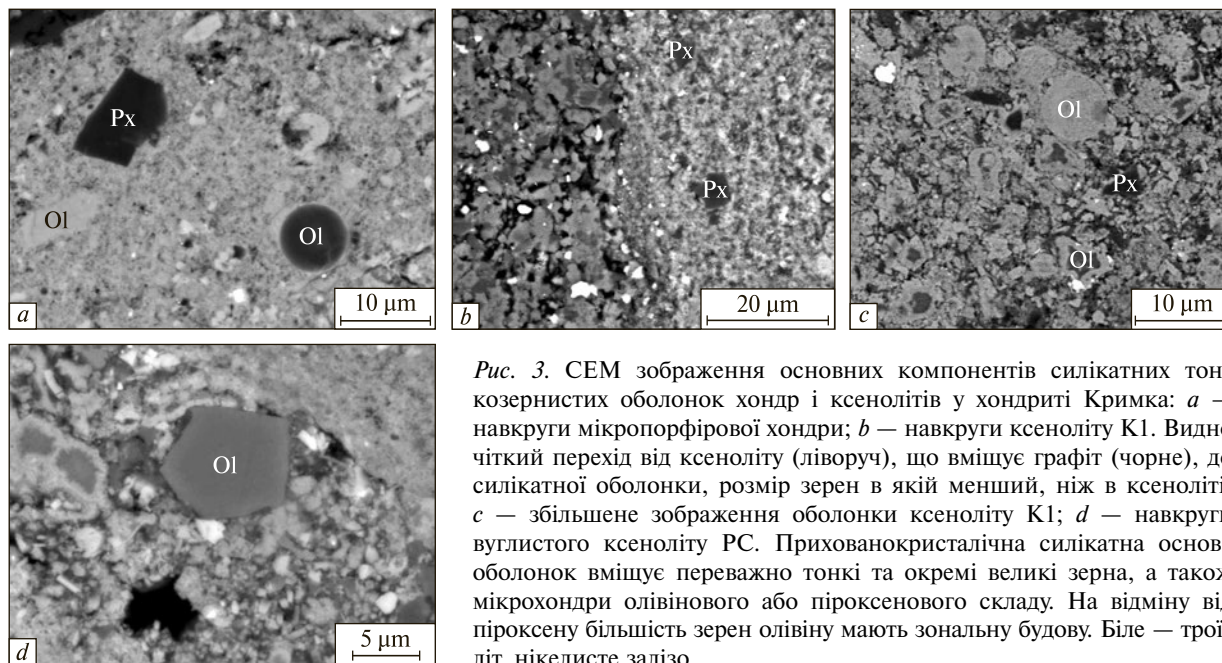 Px
Ol
Ol
a
10 µm
Px
Px
b
20 µm
Ol
Px
Ol
c
10 µm
Ol
d
5 µm
Рис. 3. СЕМ зображення основних компонентів силікатних тон
козернистих оболонок хондр і ксенолітів у хондриті Кримка: a —
навкруги мікропорфірової хондри; b — навкруги ксеноліту К1. Видно
чіткий перехід від ксеноліту (ліворуч), що вміщує графіт (чорне), д
силікатної оболонки, розмір зерен в якій менший, ніж в ксеноліті
c — збільшене зображення оболонки ксеноліту К1; d — навкруги
вуглистого ксеноліту РС. Прихованокристалічна силікатна основ
оболонок вміщує переважно тонкі та окремі великі зерна, а також
мікрохондри олівінового або піроксенового складу. На відміну ві
піроксену більшість зерен олівіну мають зональну будову. Біле — трої
літ, нікелисте залізо